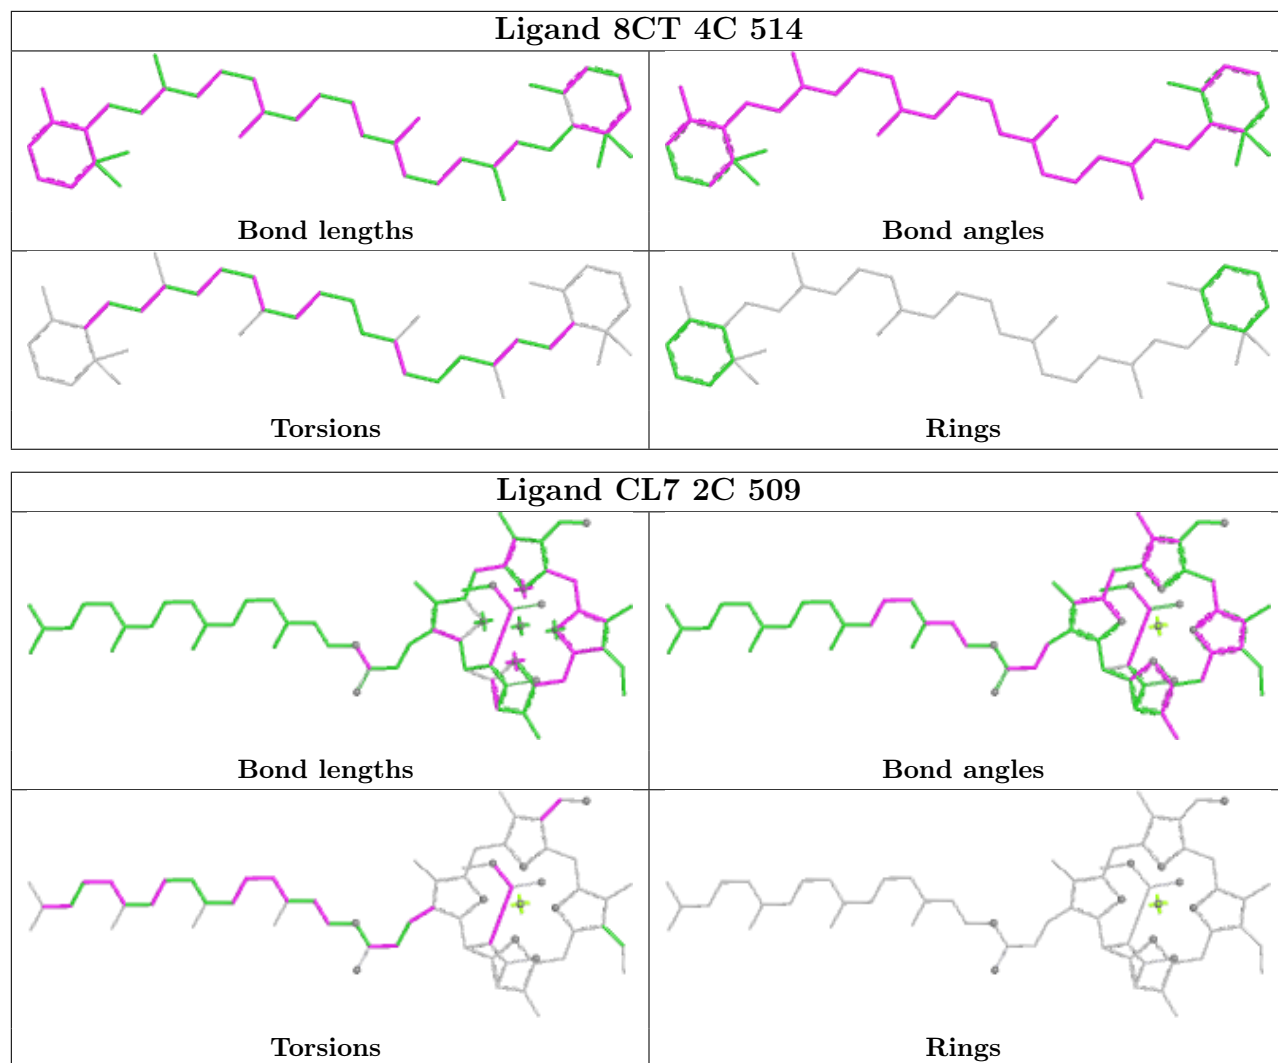 Ligand 8CT 4C 514
Bond lengths
Bond angles
Torsions
Rings
Ligand CL7 2C 509
Bond lengths
Bond angles
Torsions
Rings